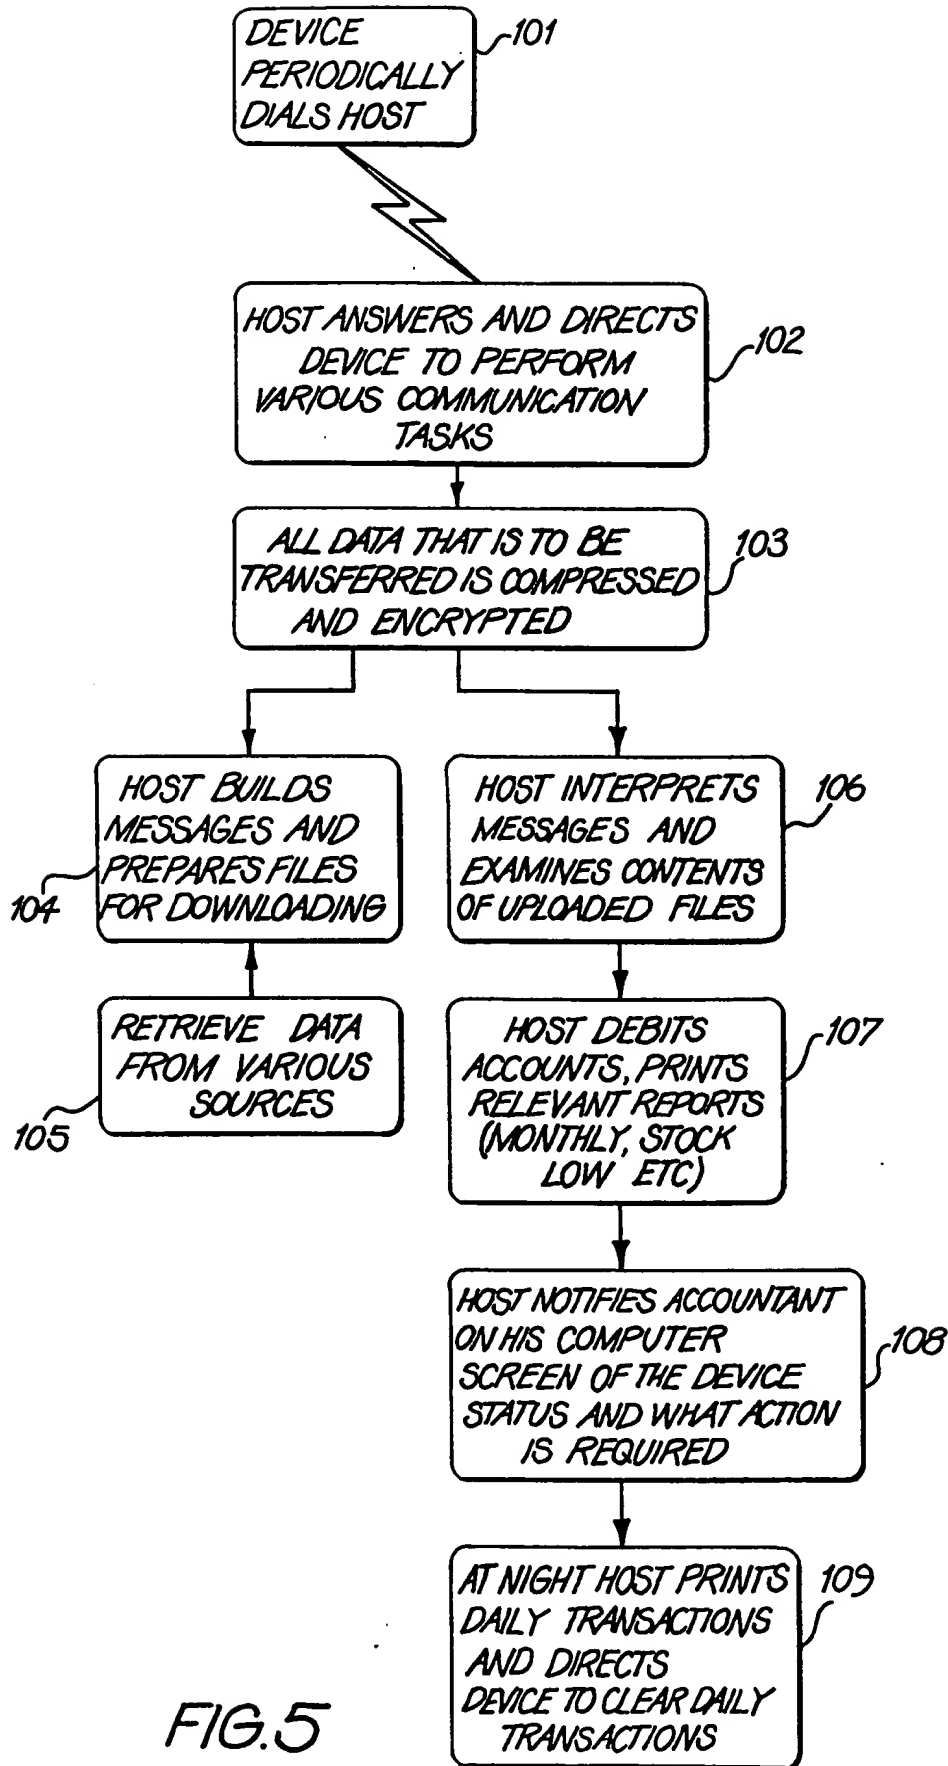 DEVICE
PERIODICALLY
DIALS HOST
101
HOST ANSWERS AND DIRECTS
DEVICE TO PERFORM
VARIOUS COMMUNICATION
TASKS
102
ALL DATA THAT IS TO BE
TRANSFERRED IS COMPRESSED
AND ENCRYPTED
103
HOST BUILDS
MESSAGES AND
PREPARES FILES
FOR DOWNLOADING
104
RETRIEVE DATA
FROM VARIOUS
SOURCES
105
HOST INTERPRETS
MESSAGES AND
EXAMINES CONTENTS
OF UPLOADED FILES
106
HOST DEBITS
ACCOUNTS, PRINTS
RELEVANT REPORTS
(MONTHLY, STOCK
LOW ETC)
107
HOST NOTIFIES ACCOUNTANT
ON HIS COMPUTER
SCREEN OF THE DEVICE
STATUS AND WHAT ACTION
IS REQUIRED
108
AT NIGHT HOST PRINTS
DAILY TRANSACTIONS
AND DIRECTS
DEVICE TO CLEAR DAILY
TRANSACTIONS
109
FIG.5